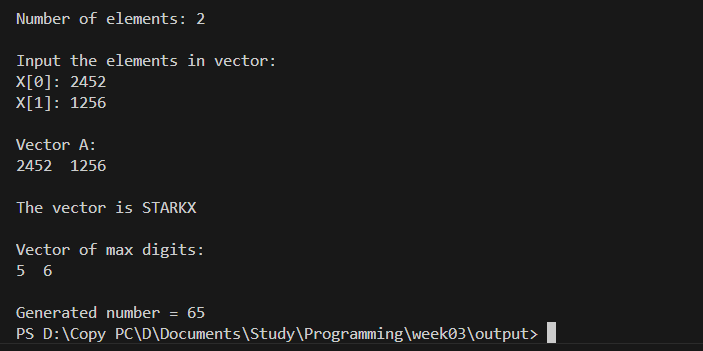 Number of elements: 2
Input the elements in vector:
X[0]: 2452
X[1]: 1256
Vector A:
2452  1256
The vector is STARKX
Vector of max digits:
5  6
Generated number = 65
PS D:\Copy PC\D\Documents\Study\Programming\week03\output>